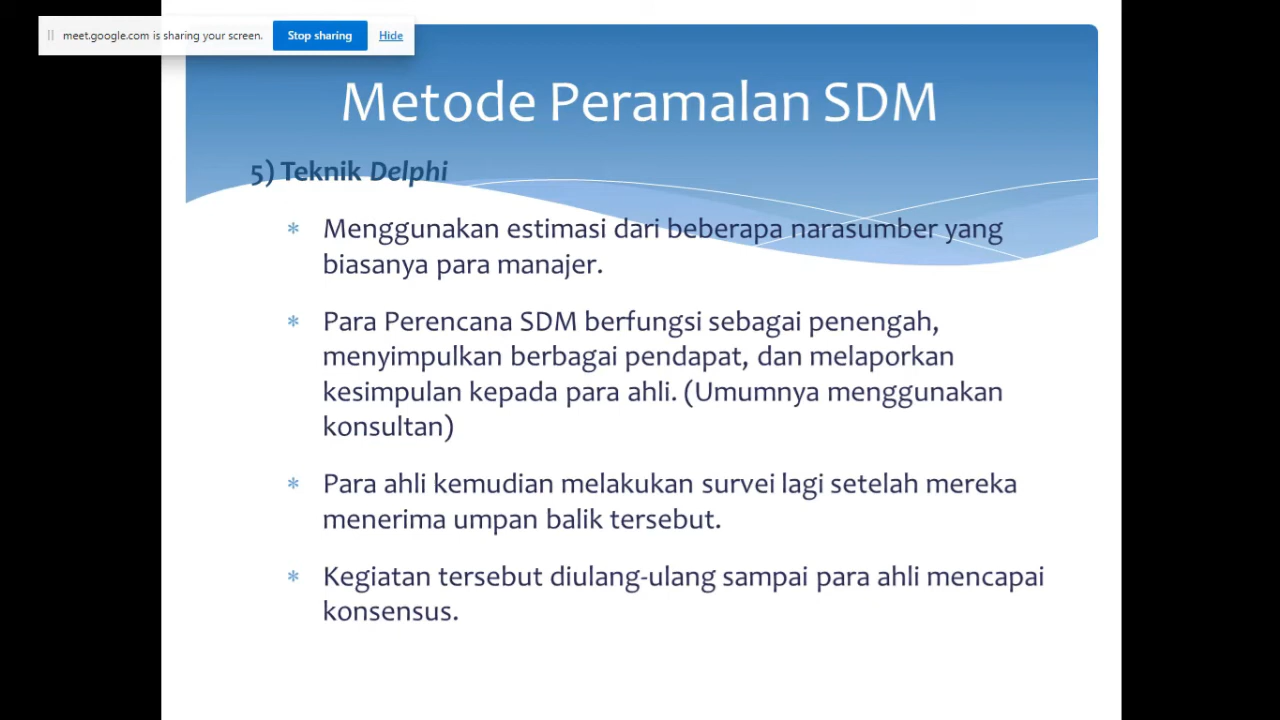 meet.google.com is sharing your screen.
Stop sharing
Hide
Metode Peramalan SDM
5) Teknik Delphi
* Menggunakan estimasi dari beberapa narasumber yang
biasanya para manajer.
* Para Perencana SDM berfungsi sebagai penengah,
menyimpulkan berbagai pendapat, dan melaporkan
kesimpulan kepada para ahli. (Umumnya menggunakan
konsultan)
* Para ahli kemudian melakukan survei lagi setelah mereka
menerima umpan balik tersebut.
* Kegiatan tersebut diulang-ulang sampai para ahli mencapai
konsensus.